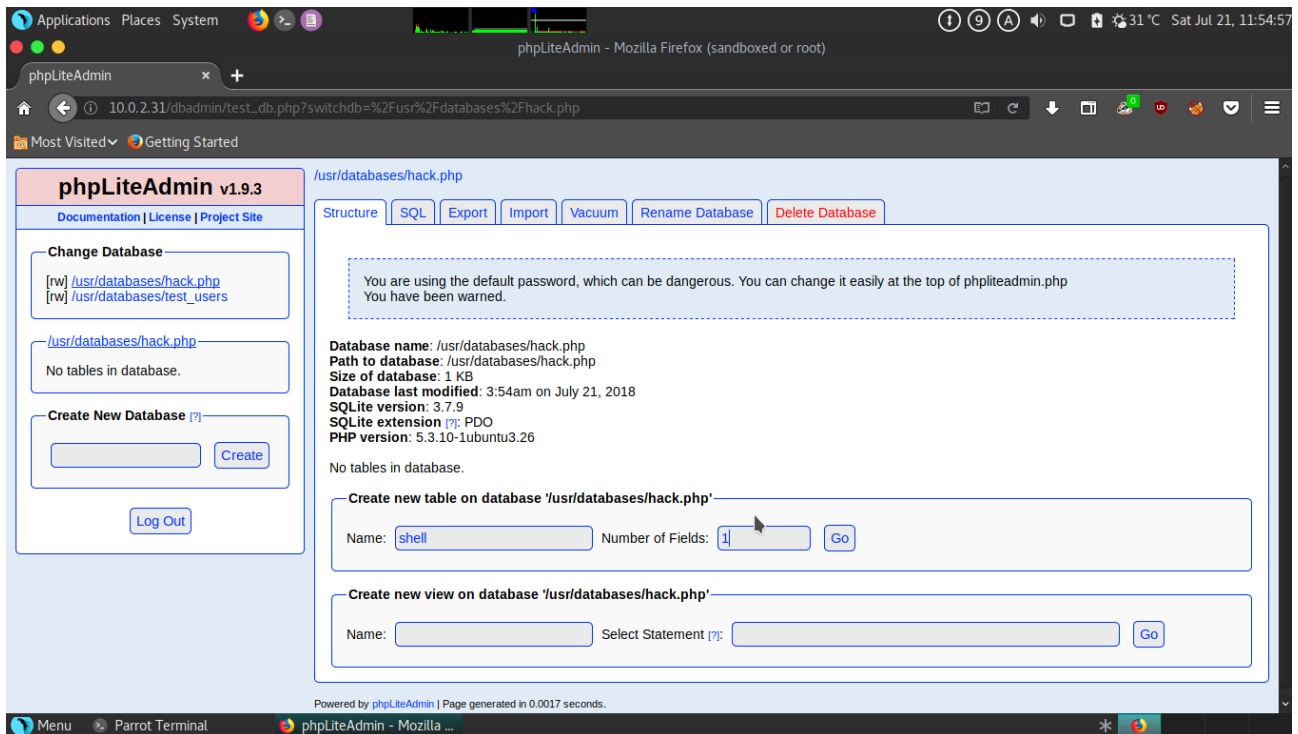 Applications Places System 31 °C Sat Jul 21, 11:54:57
phpLiteAdmin - Mozilla Firefox (sandboxed or root)
phpLiteAdmin × +
10.0.2.31/dbadmin/test_db.php?switchdb=%2Fusr%2Fdatabases%2Fhack.php
Most Visited Getting Started
phpLiteAdmin v1.9.3
Documentation | License | Project Site
Change Database
[rw] /usr/databases/hack.php
[rw] /usr/databases/test_users
/usr/databases/hack.php
No tables in database.
Create New Database [?]
Create
Log Out
/usr/databases/hack.php
Structure SQL Export Import Vacuum Rename Database Delete Database
You are using the default password, which can be dangerous. You can change it easily at the top of phpliteadmin.php
You have been warned.
Database name: /usr/databases/hack.php
Path to database: /usr/databases/hack.php
Size of database: 1 KB
Database last modified: 3:54am on July 21, 2018
SQLite version: 3.7.9
SQLite extension [?]: PDO
PHP version: 5.3.10-1ubuntu3.26
No tables in database.
Create new table on database '/usr/databases/hack.php'
Name: shell Number of Fields: 1 Go
Create new view on database '/usr/databases/hack.php'
Name: Select Statement [?]: Go
Powered by phpLiteAdmin | Page generated in 0.0017 seconds.
Menu Parrot Terminal phpLiteAdmin - Mozilla ...